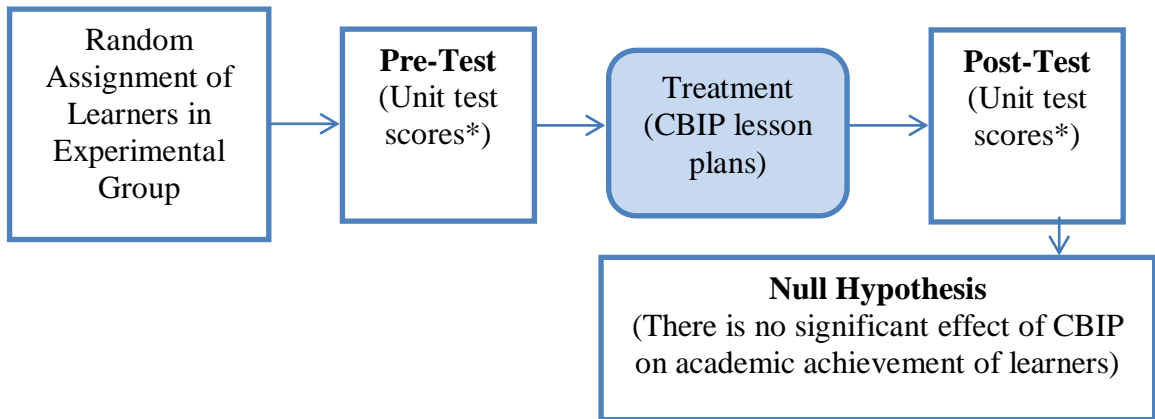 Random
Assignment of
Learners in
Experimental
Group
Pre-Test
(Unit test
scores*)
Treatment
(CBIP lesson
plans)
Post-Test
(Unit test
scores*)
Null Hypothesis
(There is no significant effect of CBIP
on academic achievement of learners)